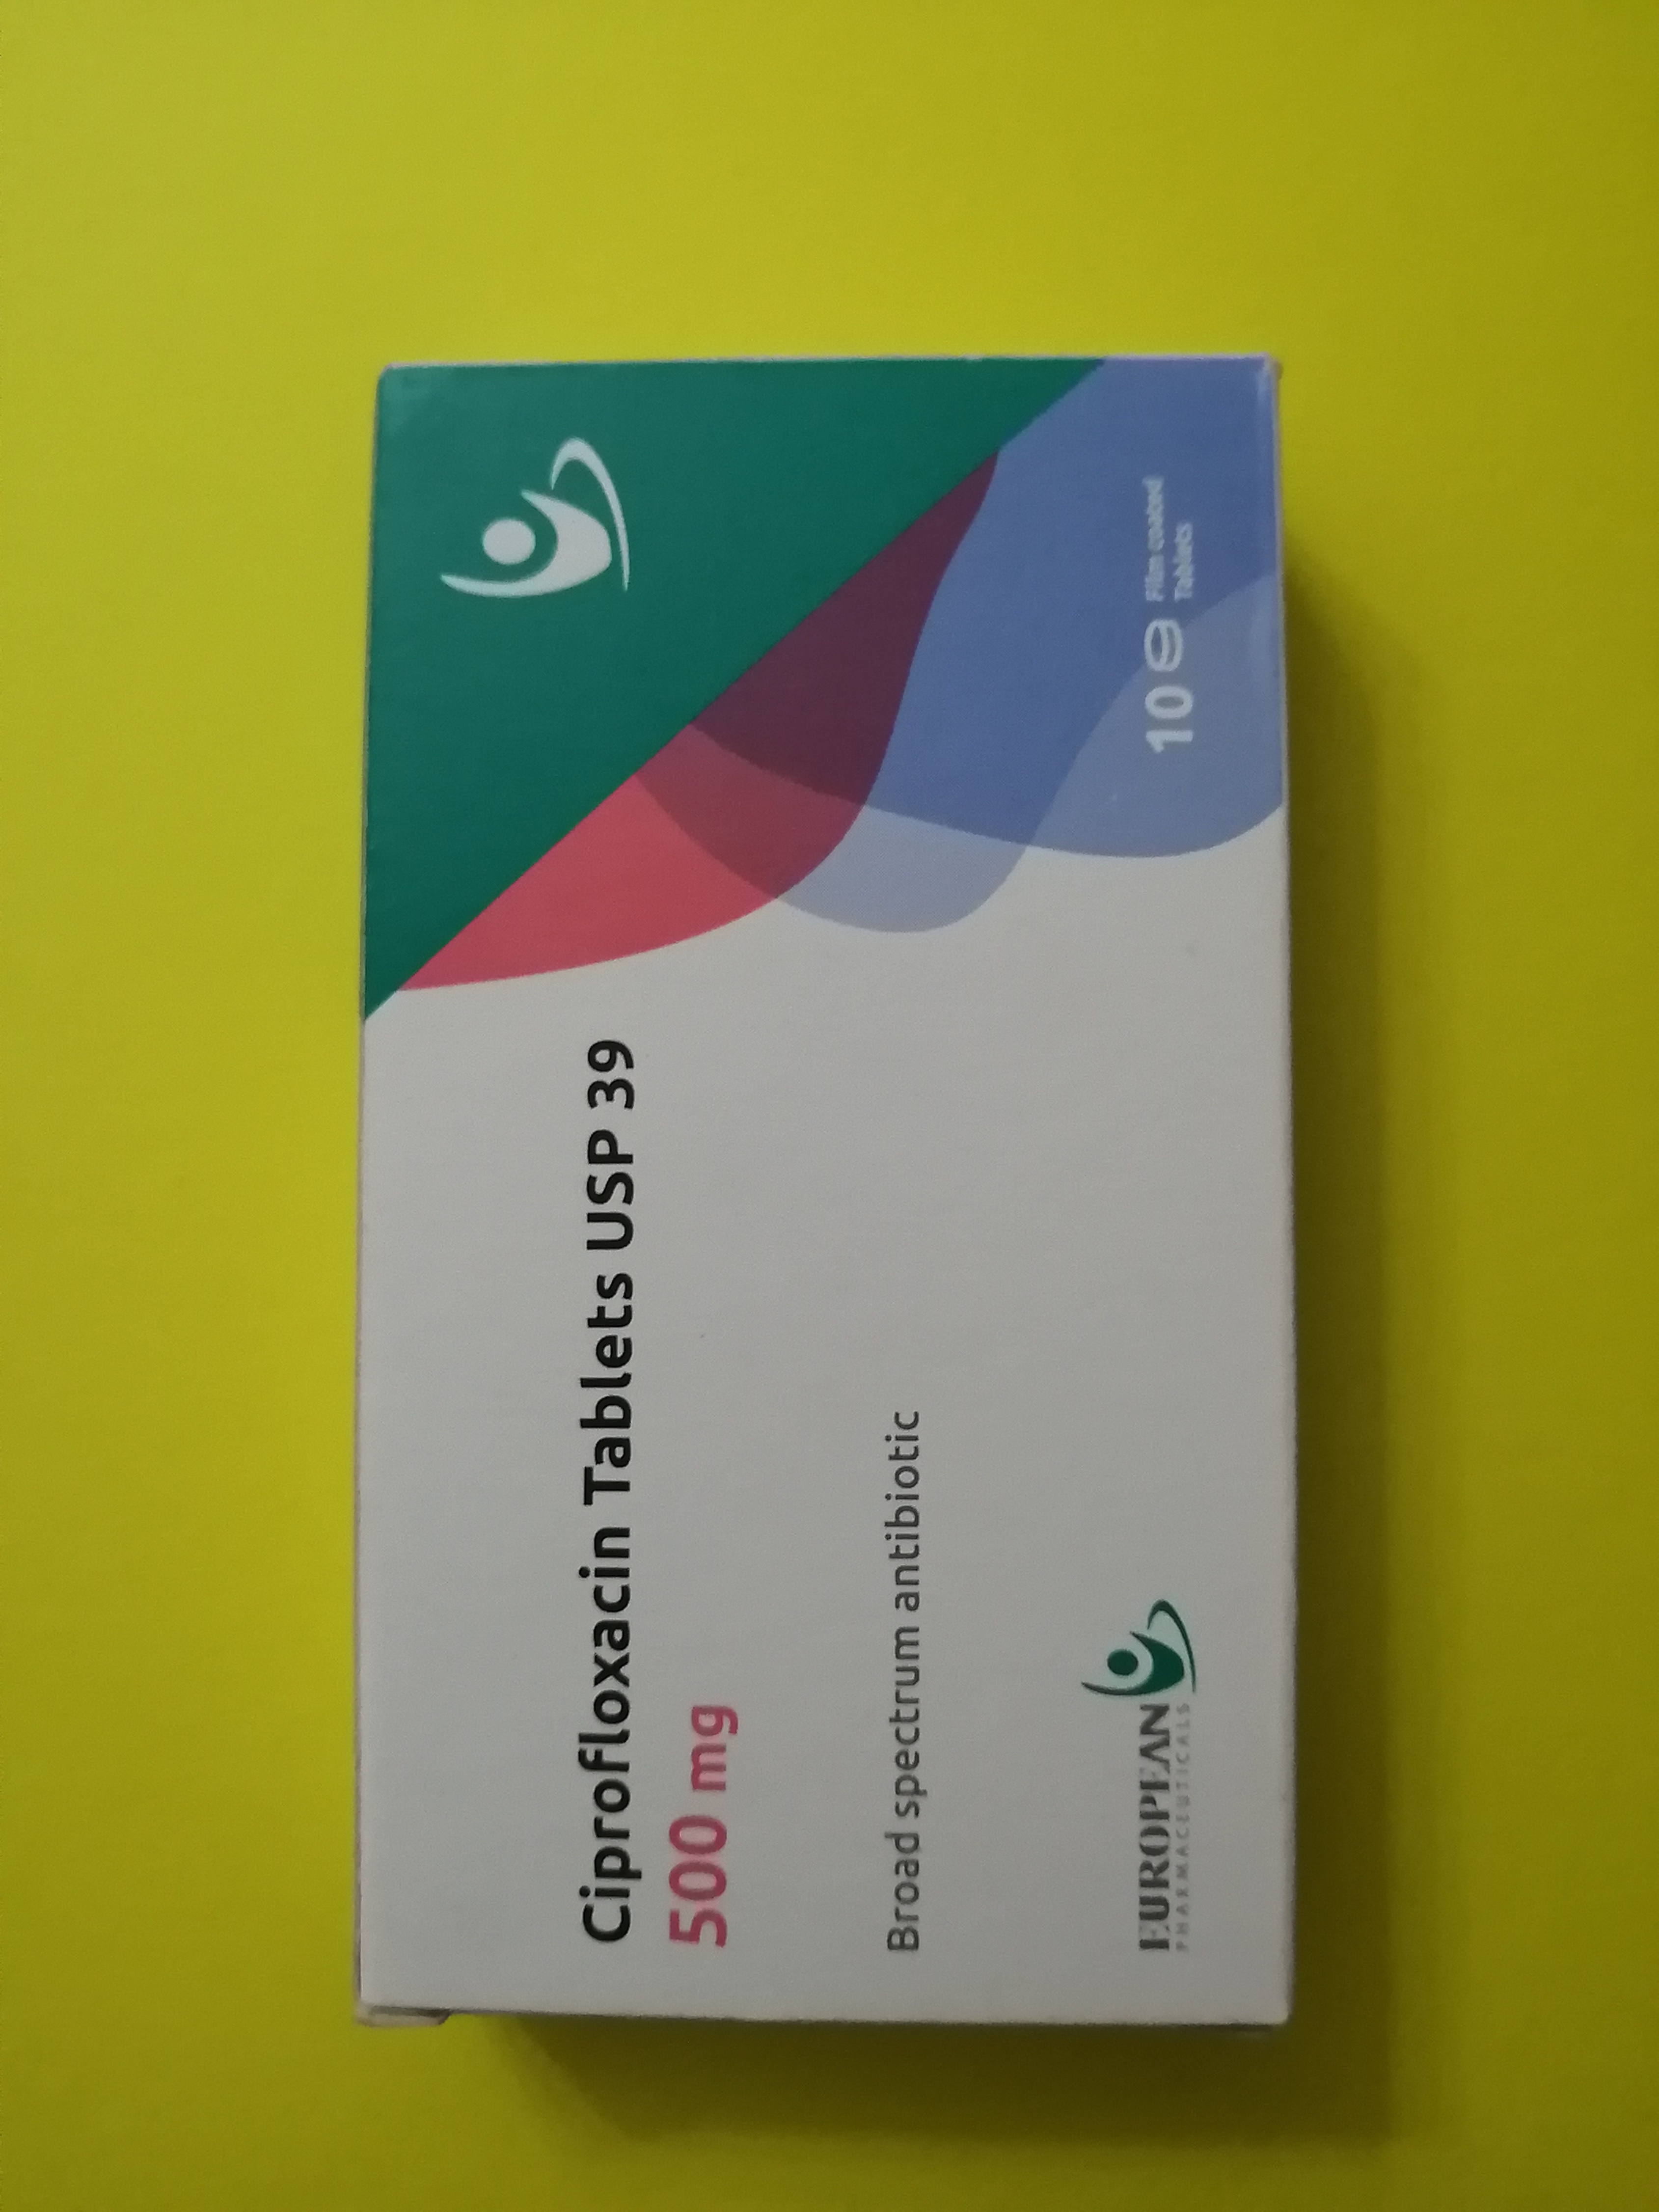 Ciprofloxacin Tablets USP 39
500 mg
Broad spectrum antibiotic
EUROPEAN
PHARMACEUTICALS
10 Film coated
Tablets